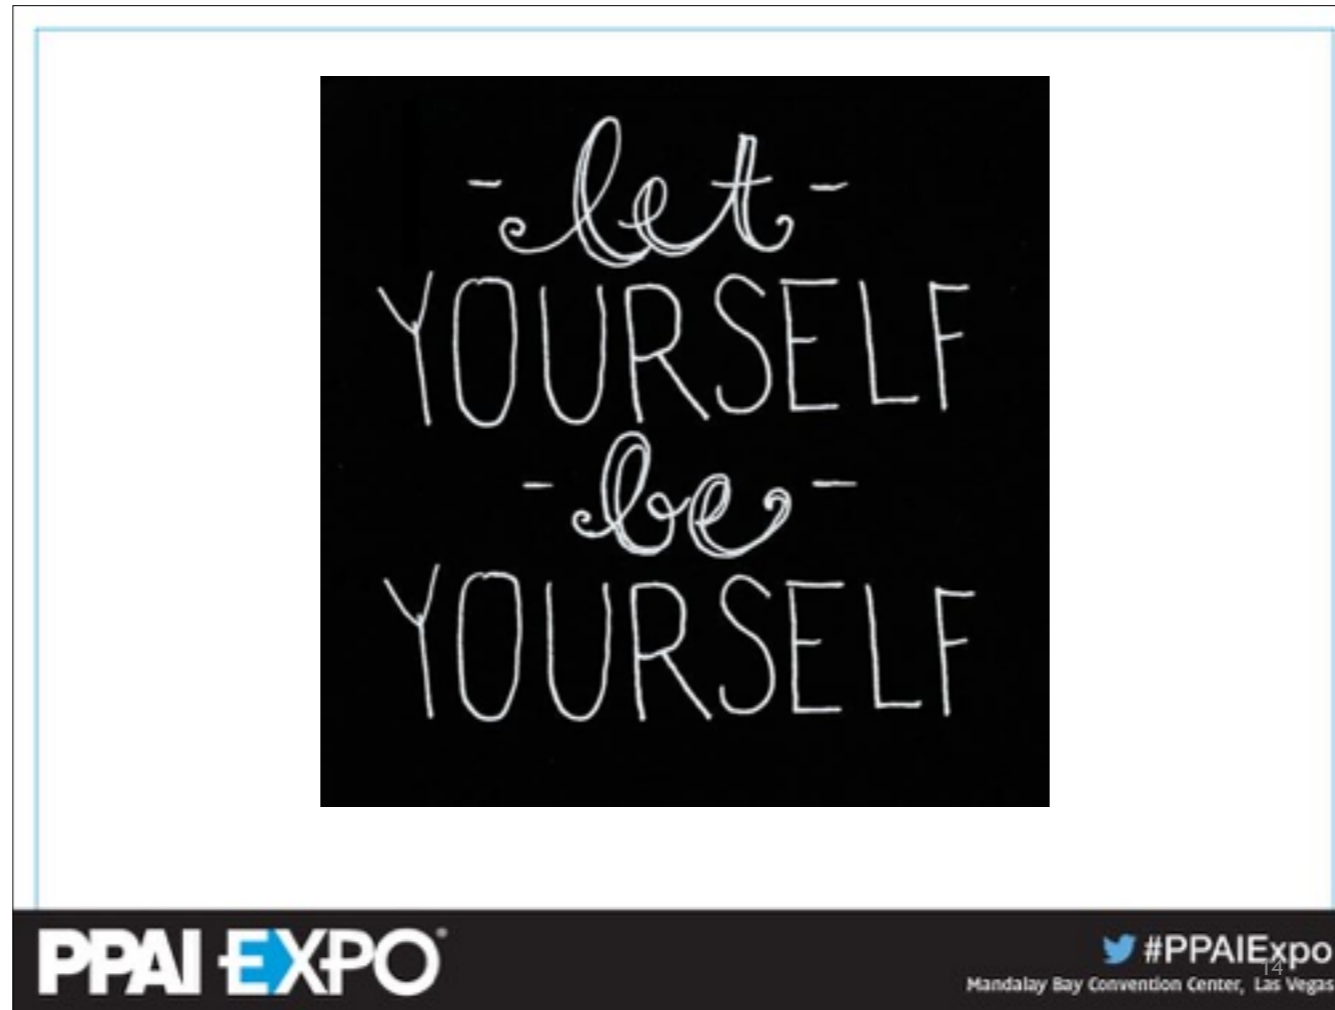 -let-
YOURSELF
-be-
YOURSELF
PPAI EXPO®
#PPAIExpo
14
Mandalay Bay Convention Center, Las Vegas